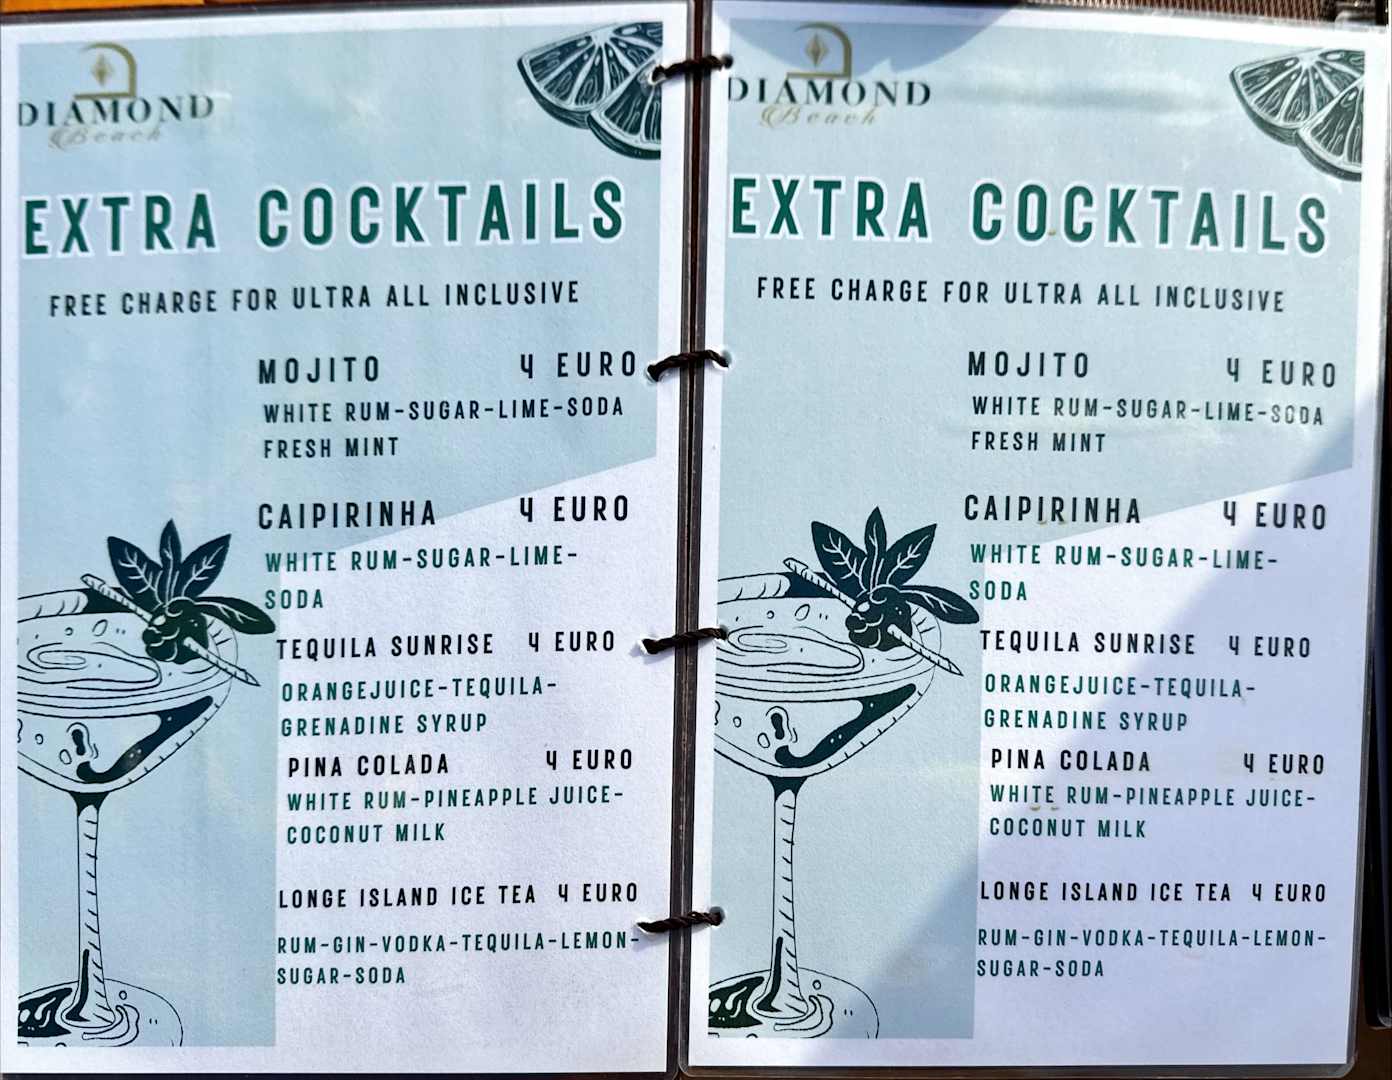 DIAMOND
Beach
EXTRA COCKTAILS
FREE CHARGE FOR ULTRA ALL INCLUSIVE
MOJITO 4 EURO
WHITE RUM-SUGAR-LIME-SODA
FRESH MINT
CAIPIRINHA 4 EURO
WHITE RUM-SUGAR-LIME-
SODA
TEQUILA SUNRISE 4 EURO
ORANGEJUICE-TEQUILA-
GRENADINE SYRUP
PINA COLADA 4 EURO
WHITE RUM-PINEAPPLE JUICE-
COCONUT MILK
LONGE ISLAND ICE TEA 4 EURO
RUM-GIN-VODKA-TEQUILA-LEMON-
SUGAR-SODA
DIAMOND
Beach
EXTRA COCKTAILS
FREE CHARGE FOR ULTRA ALL INCLUSIVE
MOJITO 4 EURO
WHITE RUM-SUGAR-LIME-SODA
FRESH MINT
CAIPIRINHA 4 EURO
WHITE RUM-SUGAR-LIME-
SODA
TEQUILA SUNRISE 4 EURO
ORANGEJUICE-TEQUILA-
GRENADINE SYRUP
PINA COLADA 4 EURO
WHITE RUM-PINEAPPLE JUICE-
COCONUT MILK
LONGE ISLAND ICE TEA 4 EURO
RUM-GIN-VODKA-TEQUILA-LEMON-
SUGAR-SODA